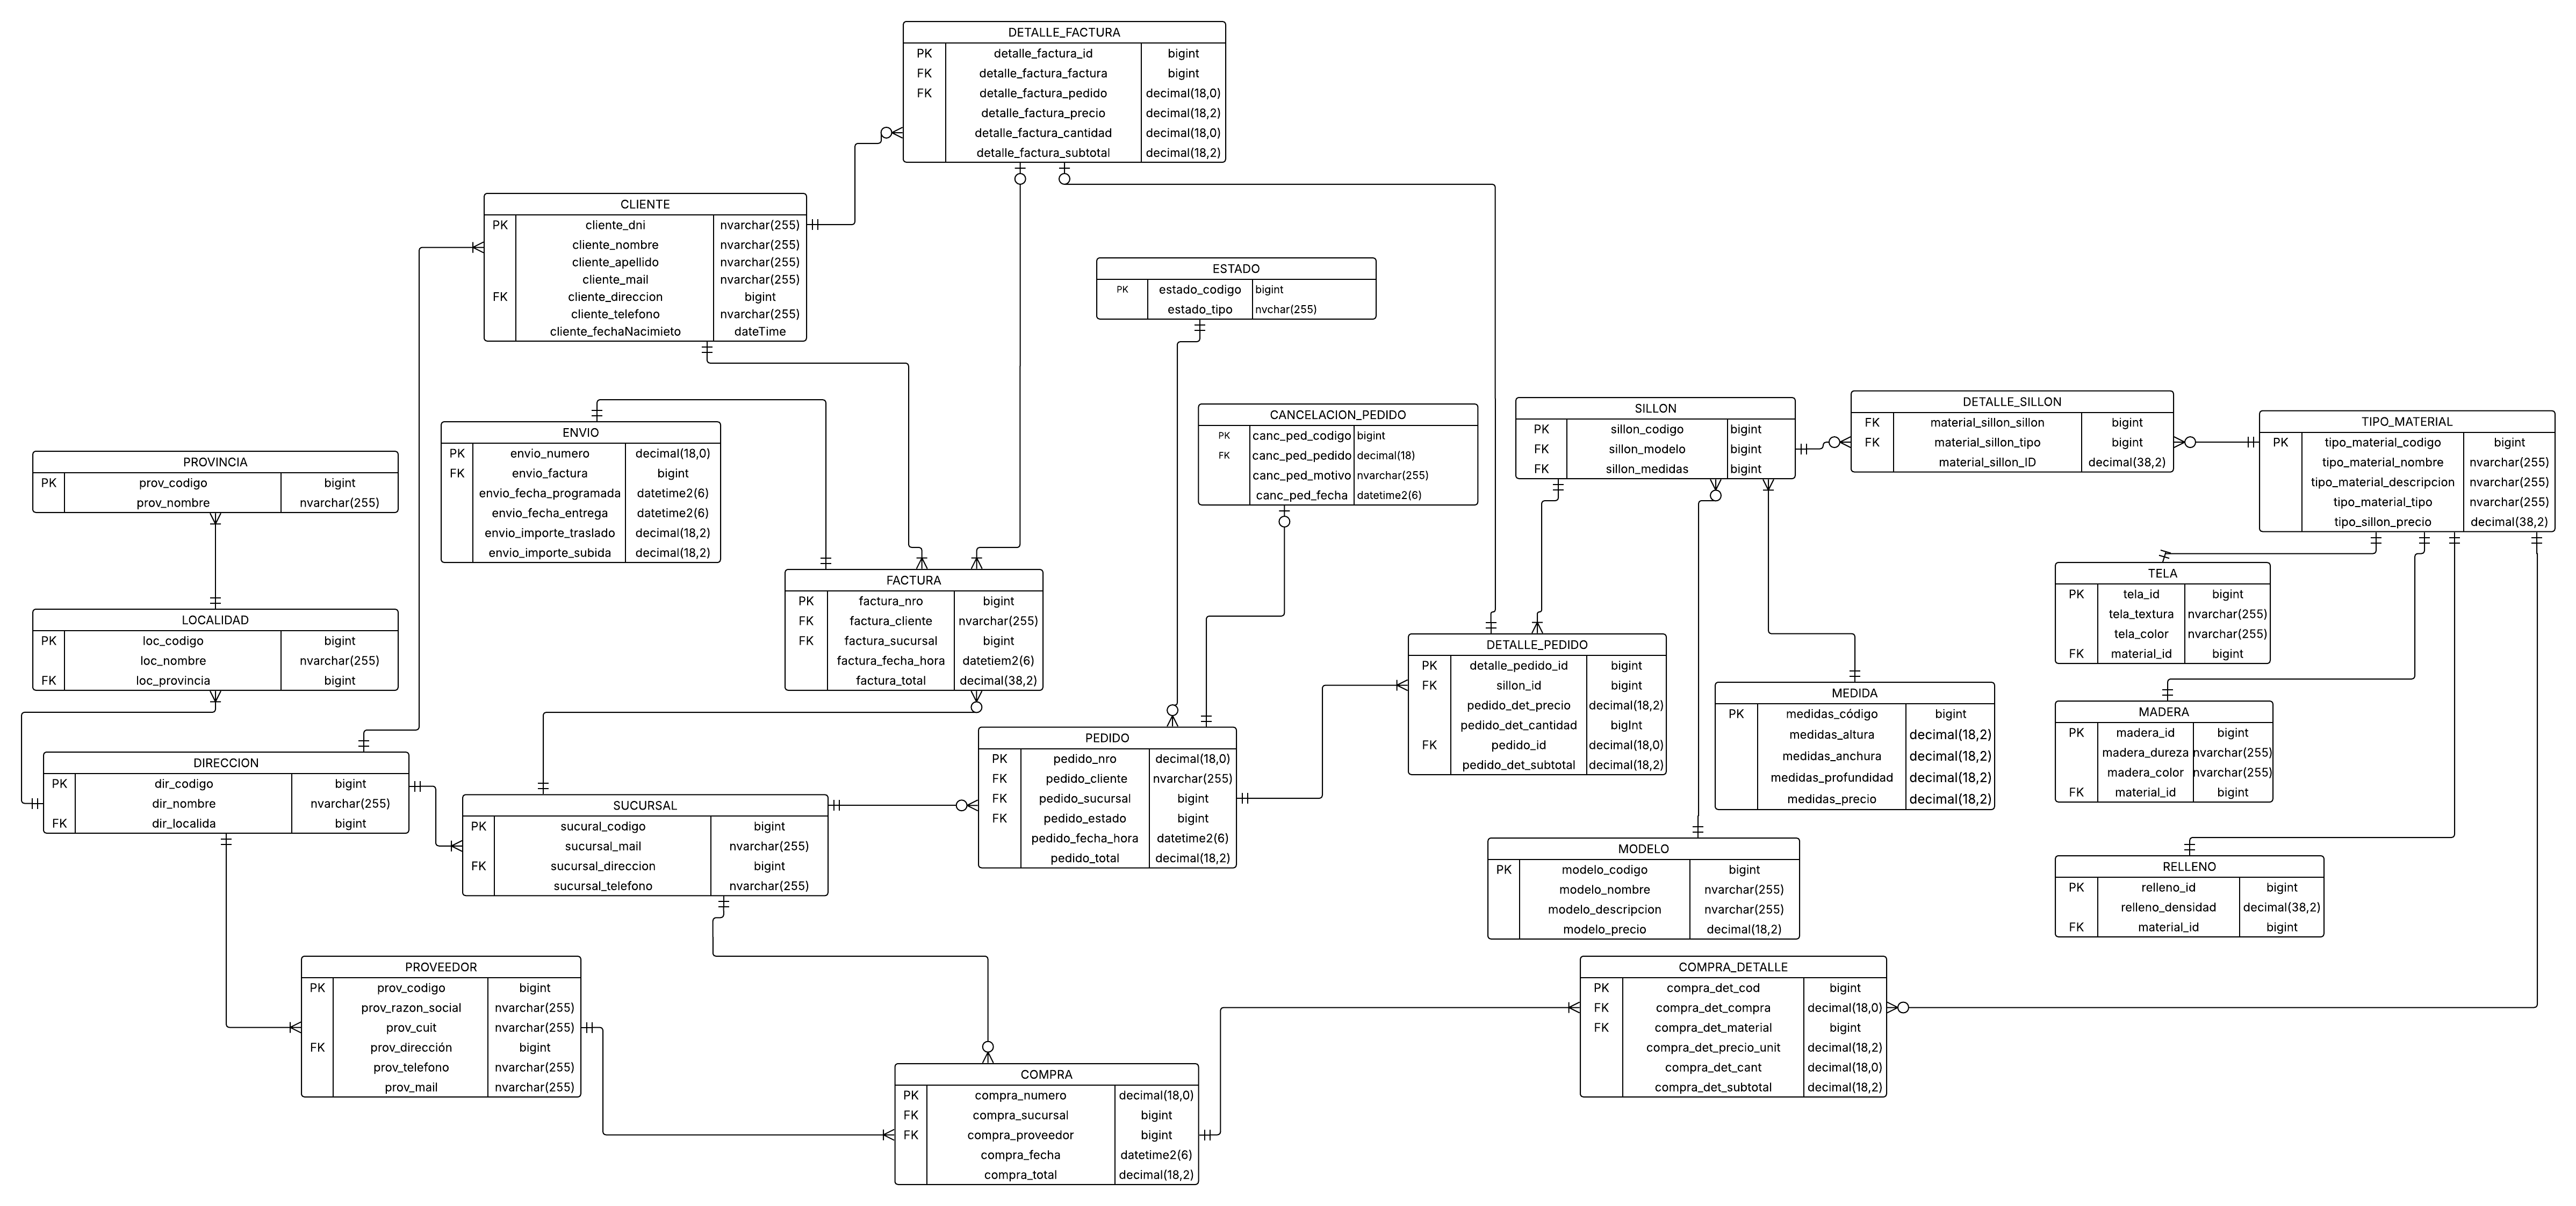 DETALLE_FACTURA
PK detalle_factura_id bigint
FK detalle_factura_factura bigint
FK detalle_factura_pedido decimal(18,0)
detalle_factura_precio decimal(18,2)
detalle_factura_cantidad decimal(18,0)
detalle_factura_subtotal decimal(18,2)
CLIENTE
PK cliente_dni nvarchar(255)
cliente_nombre nvarchar(255)
cliente_apellido nvarchar(255)
cliente_mail nvarchar(255)
FK cliente_direccion bigint
cliente_telefono nvarchar(255)
cliente_fechaNacimieto dateTime
ESTADO
PK estado_codigo bigint
estado_tipo nvchar(255)
ENVIO
PK envio_numero decimal(18,0)
FK envio_factura bigint
envio_fecha_programada datetime2(6)
envio_fecha_entrega datetime2(6)
envio_importe_traslado decimal(18,2)
envio_importe_subida decimal(18,2)
CANCELACION_PEDIDO
PK canc_ped_codigo bigint
FK canc_ped_pedido decimal(18)
canc_ped_motivo nvarchar(255)
canc_ped_fecha datetime2(6)
SILLON
PK sillon_codigo bigint
FK sillon_modelo bigint
FK sillon_medidas bigint
DETALLE_SILLON
FK material_sillon_sillon bigint
FK material_sillon_tipo bigint
material_sillon_ID decimal(38,2)
TIPO_MATERIAL
PK tipo_material_codigo bigint
tipo_material_nombre nvarchar(255)
tipo_material_descripcion nvarchar(255)
tipo_material_tipo nvarchar(255)
tipo_sillon_precio decimal(38,2)
PROVINCIA
PK prov_codigo bigint
prov_nombre nvarchar(255)
LOCALIDAD
PK loc_codigo bigint
loc_nombre nvarchar(255)
FK loc_provincia bigint
FACTURA
PK factura_nro bigint
FK factura_cliente nvarchar(255)
FK factura_sucursal bigint
factura_fecha_hora datetiem2(6)
factura_total decimal(38,2)
TELA
PK tela_id bigint
tela_textura nvarchar(255)
tela_color nvarchar(255)
FK material_id bigint
DETALLE_PEDIDO
PK detalle_pedido_id bigint
FK sillon_id bigint
pedido_det_precio decimal(18,2)
pedido_det_cantidad bigInt
FK pedido_id decimal(18,0)
pedido_det_subtotal decimal(18,2)
MEDIDA
PK medidas_código bigint
medidas_altura decimal(18,2)
medidas_anchura decimal(18,2)
medidas_profundidad decimal(18,2)
medidas_precio decimal(18,2)
MADERA
PK madera_id bigint
madera_dureza nvarchar(255)
madera_color nvarchar(255)
FK material_id bigint
DIRECCION
PK dir_codigo bigint
dir_nombre nvarchar(255)
FK dir_localida bigint
SUCURSAL
PK sucural_codigo bigint
sucursal_mail nvarchar(255)
FK sucursal_direccion bigint
sucursal_telefono nvarchar(255)
PEDIDO
PK pedido_nro decimal(18,0)
FK pedido_cliente nvarchar(255)
FK pedido_sucursal bigint
FK pedido_estado bigint
pedido_fecha_hora datetime2(6)
pedido_total decimal(18,2)
MODELO
PK modelo_codigo bigint
modelo_nombre nvarchar(255)
modelo_descripcion nvarchar(255)
modelo_precio decimal(18,2)
RELLENO
PK relleno_id bigint
relleno_densidad decimal(38,2)
FK material_id bigint
PROVEEDOR
PK prov_codigo bigint
prov_razon_social nvarchar(255)
prov_cuit nvarchar(255)
FK prov_dirección bigint
prov_telefono nvarchar(255)
prov_mail nvarchar(255)
COMPRA_DETALLE
PK compra_det_cod bigint
FK compra_det_compra decimal(18,0)
FK compra_det_material bigint
compra_det_precio_unit decimal(18,2)
compra_det_cant decimal(18,0)
compra_det_subtotal decimal(18,2)
COMPRA
PK compra_numero decimal(18,0)
FK compra_sucursal bigint
FK compra_proveedor bigint
compra_fecha datetime2(6)
compra_total decimal(18,2)